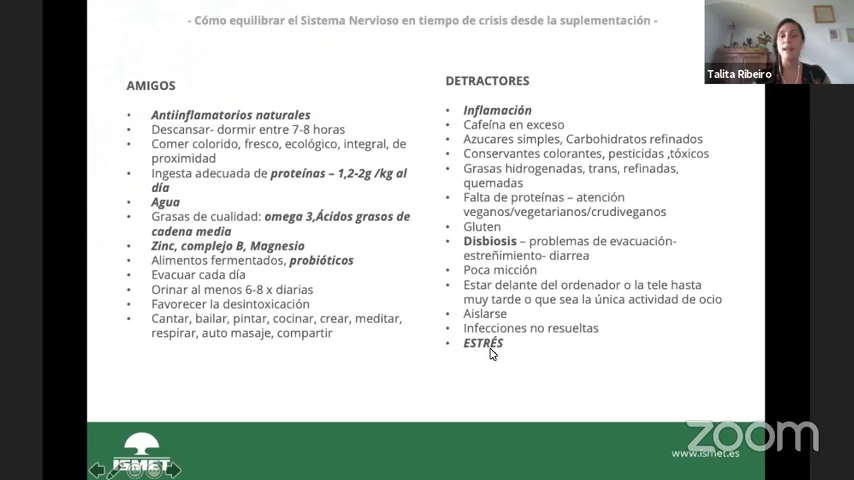 - Cómo equilibrar el Sistema Nervioso en tiempo de crisis desde la suplementación -
Talita Ribeiro
AMIGOS
• Antiinflamatorios naturales
• Descansar- dormir entre 7-8 horas
• Comer colorido, fresco, ecológico, integral, de
proximidad
• Ingesta adecuada de proteínas – 1,2-2g /kg al
día
• Agua
• Grasas de cualidad: omega 3,Ácidos grasos de
cadena media
• Zinc, complejo B, Magnesio
• Alimentos fermentados, probióticos
• Evacuar cada día
• Orinar al menos 6-8 x diarias
• Favorecer la desintoxicación
• Cantar, bailar, pintar, cocinar, crear, meditar,
respirar, auto masaje, compartir
DETRACTORES
• Inflamación
• Cafeína en exceso
• Azucares simples, Carbohidratos refinados
• Conservantes colorantes, pesticidas ,tóxicos
• Grasas hidrogenadas, trans, refinadas,
quemadas
• Falta de proteínas – atención
veganos/vegetarianos/crudiveganos
• Gluten
• Disbiosis – problemas de evacuación-
estreñimiento- diarrea
• Poca micción
• Estar delante del ordenador o la tele hasta
muy tarde o que sea la única actividad de ocio
• Aislarse
• Infecciones no resueltas
• ESTRÉS
ISMET
www.ismet.es
zoom